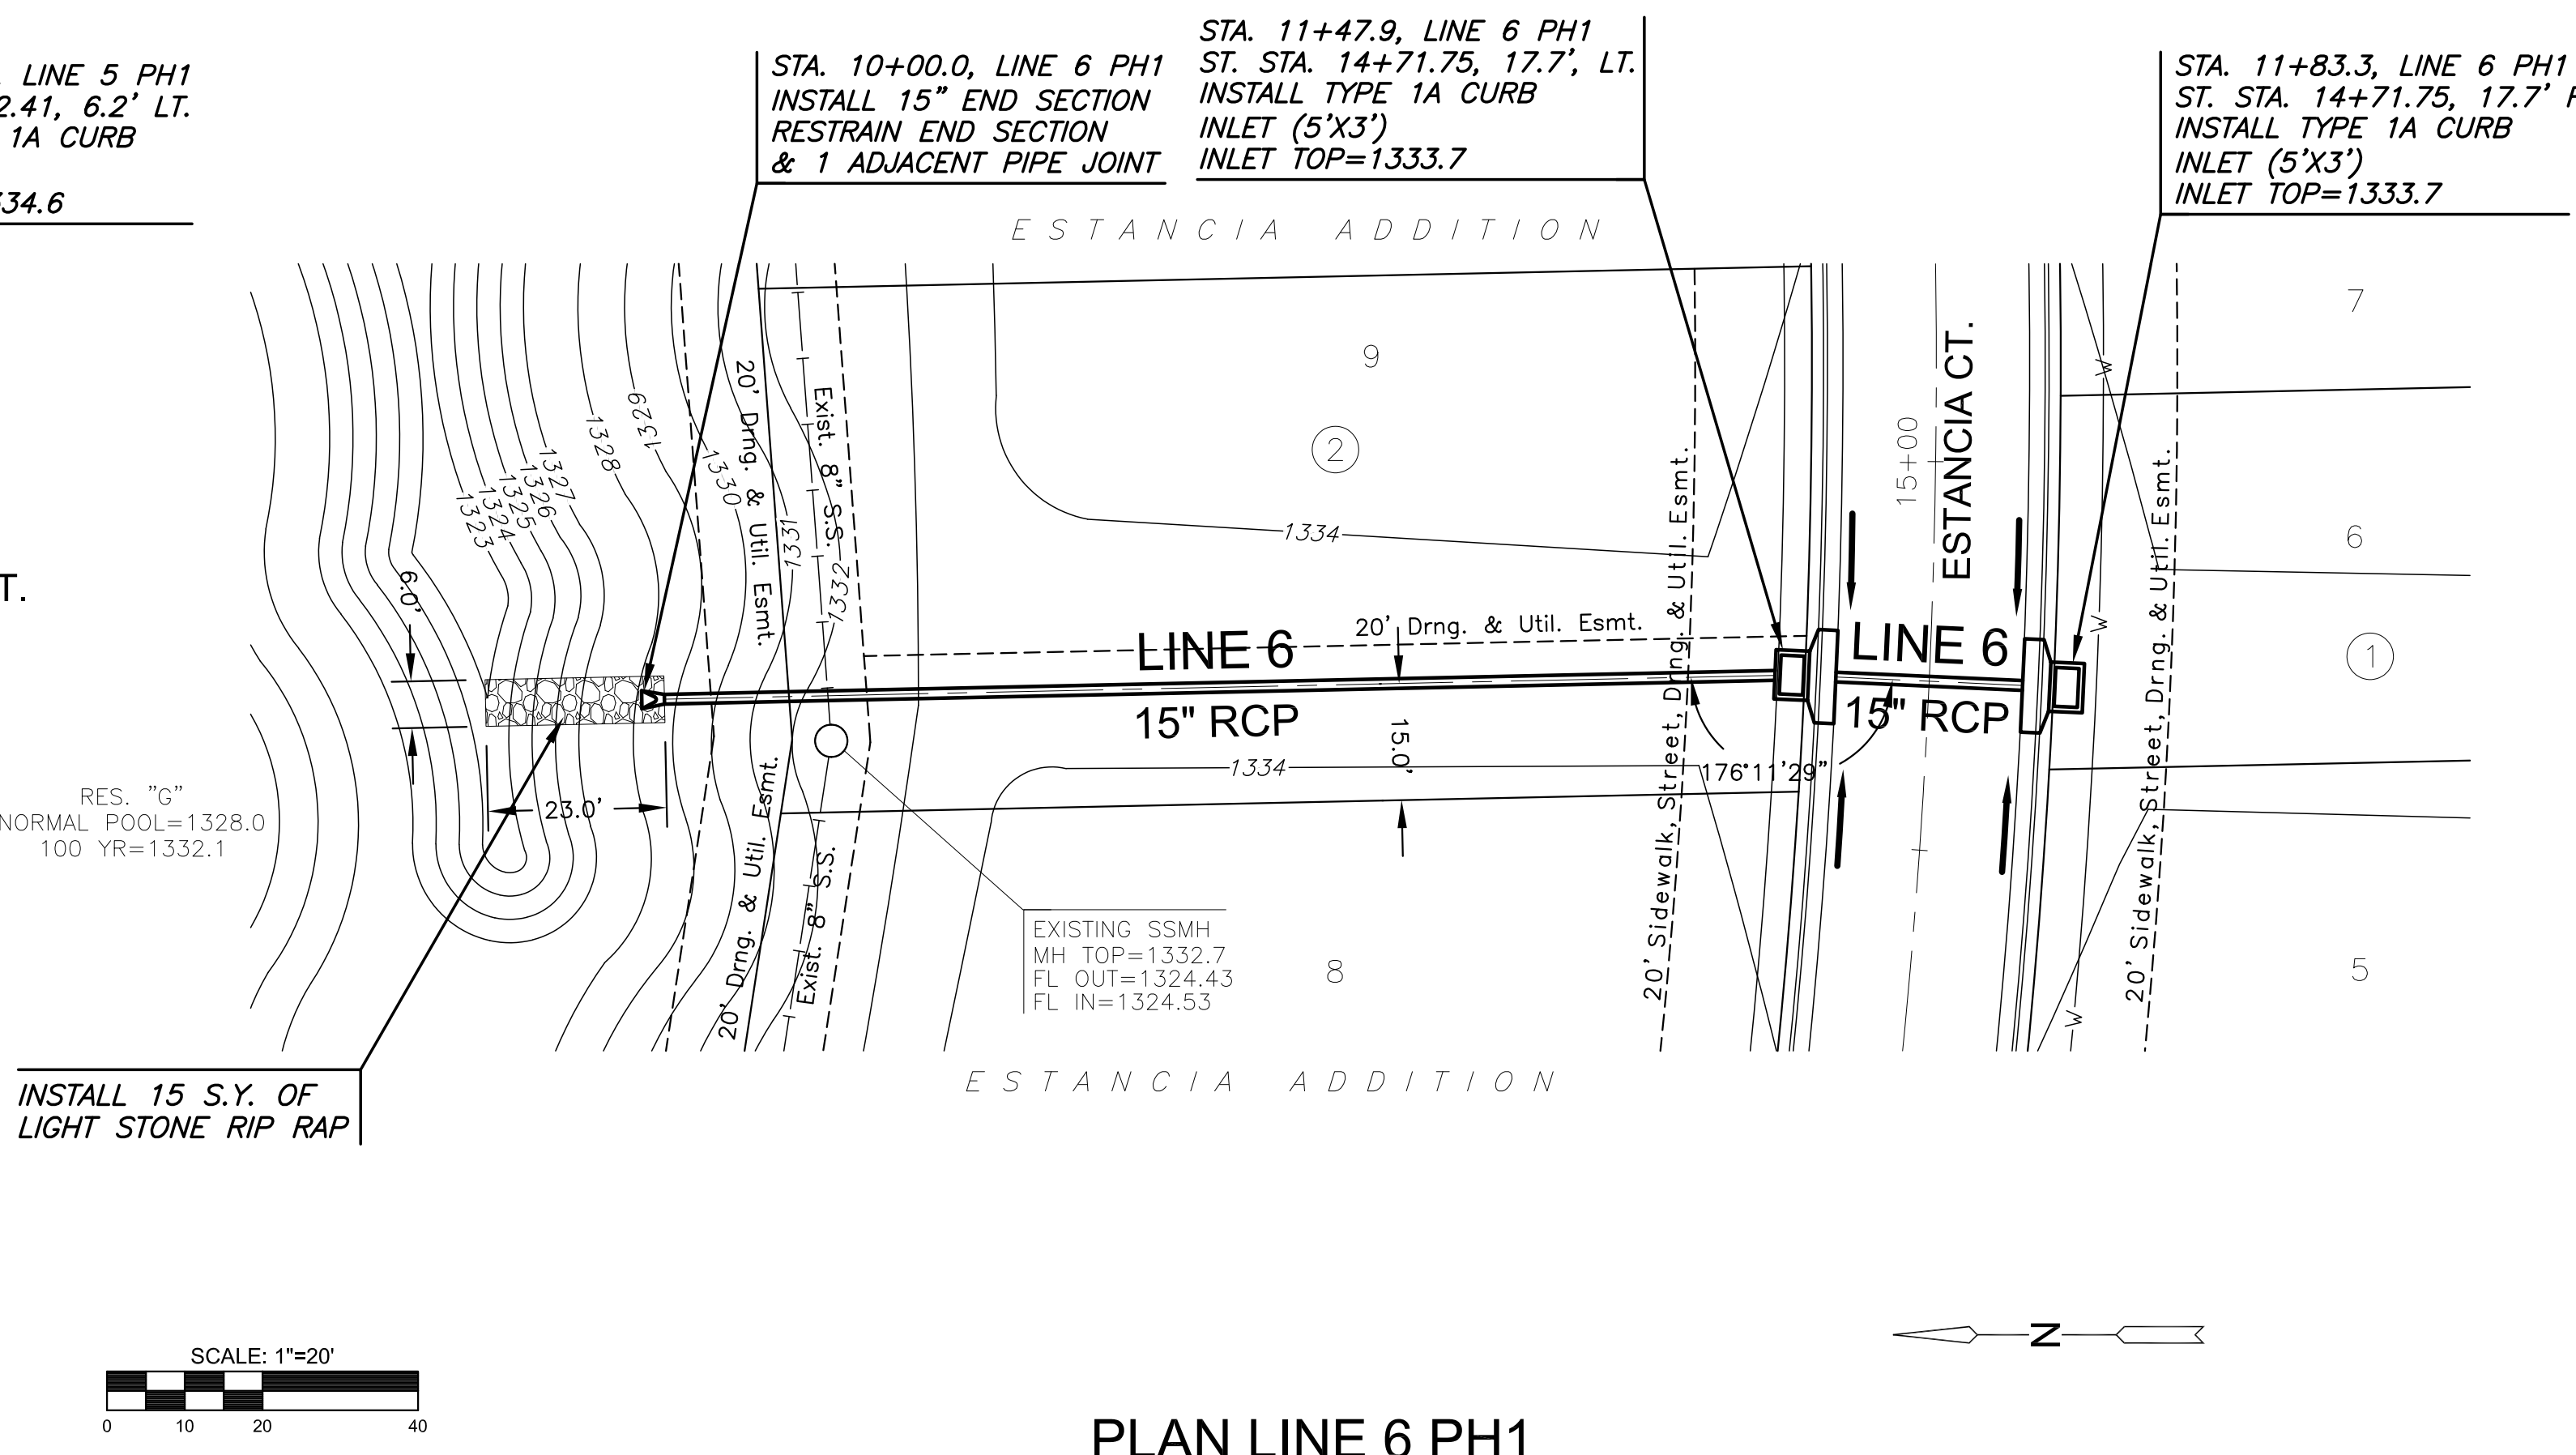 LINE 5 PH1
2.41, 6.2' LT.
1A CURB
334.6
STA. 10+00.0, LINE 6 PH1
INSTALL 15" END SECTION
RESTRAIN END SECTION
& 1 ADJACENT PIPE JOINT
STA. 11+47.9, LINE 6 PH1
ST. STA. 14+71.75, 17.7', LT.
INSTALL TYPE 1A CURB
INLET (5'X3')
INLET TOP=1333.7
STA. 11+83.3, LINE 6 PH1
ST. STA. 14+71.75, 17.7'
INSTALL TYPE 1A CURB
INLET (5'X3')
INLET TOP=1333.7
ESTANCIA ADDITION
7
9
2
6
1
5
8
T.
1323
1324
1325
1326
1327
1328
1329
1330
1331
1332
1334
1334
20' Drng. & Util. Esmt.
Exist. 8" S.S.
20' Drng. & Util. Esmt.
Exist. 8" S.S.
20' Drng. & Util. Esmt.
20' Sidewalk, Street, Drng. & Util. Esmt.
20' Sidewalk, Street, Drng. & Util. Esmt.
15+00
ESTANCIA CT.
W
W
W
6.0'
23.0'
15.0'
LINE 6
15" RCP
LINE 6
15" RCP
176°11'29"
RES. "G"
NORMAL POOL=1328.0
100 YR=1332.1
EXISTING SSMH
MH TOP=1332.7
FL OUT=1324.43
FL IN=1324.53
ESTANCIA ADDITION
INSTALL 15 S.Y. OF
LIGHT STONE RIP RAP
SCALE: 1"=20'
0 10 20 40
N
PLAN LINE 6 PH1